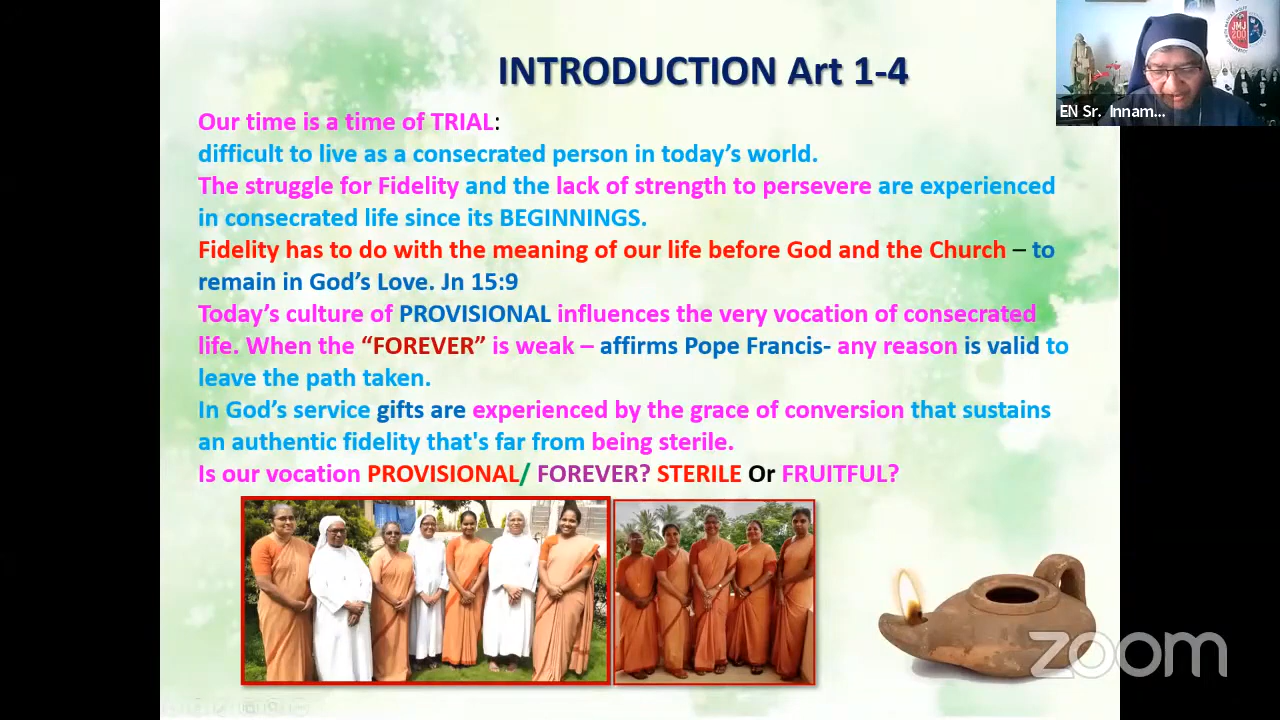 INTRODUCTION Art 1-4
Our time is a time of TRIAL:
difficult to live as a consecrated person in today’s world.
The struggle for Fidelity and the lack of strength to persevere are experienced
in consecrated life since its BEGINNINGS.
Fidelity has to do with the meaning of our life before God and the Church – to
remain in God’s Love. Jn 15:9
Today’s culture of PROVISIONAL influences the very vocation of consecrated
life. When the “FOREVER” is weak – affirms Pope Francis- any reason is valid to
leave the path taken.
In God’s service gifts are experienced by the grace of conversion that sustains
an authentic fidelity that's far from being sterile.
Is our vocation PROVISIONAL/ FOREVER? STERILE Or FRUITFUL?
JMJ
200
EN Sr. Innam...
zoom